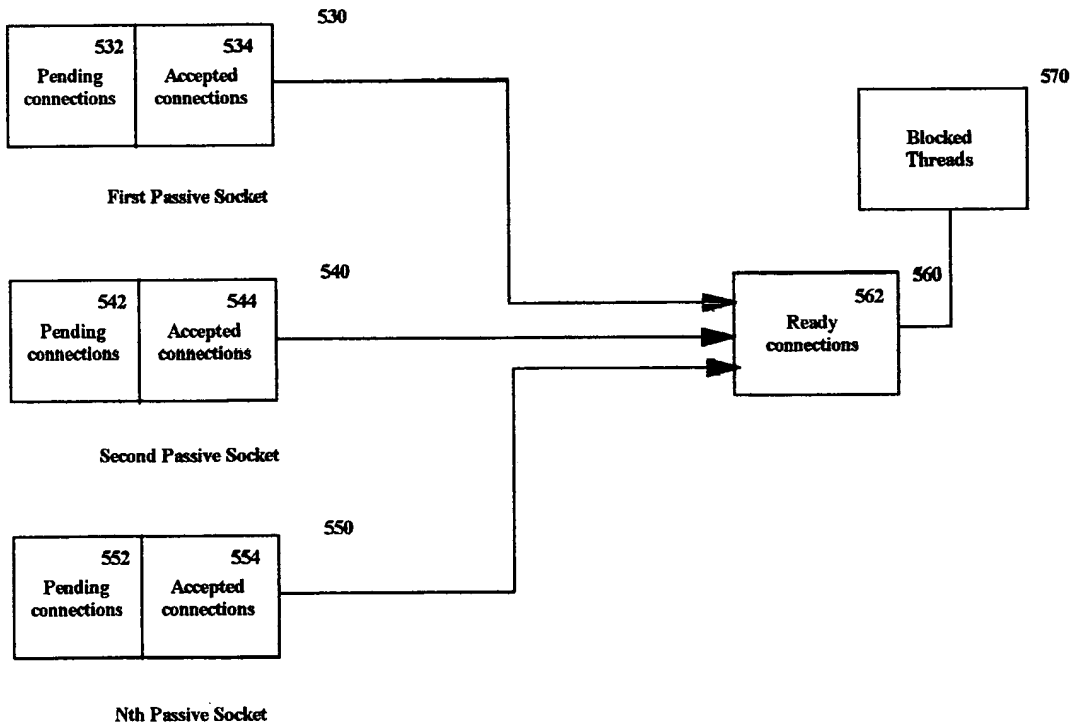 530
532
534
Pending
connections
Accepted
connections
First Passive Socket
570
Blocked
Threads
540
542
544
Pending
connections
Accepted
connections
Second Passive Socket
560
562
Ready
connections
550
552
554
Pending
connections
Accepted
connections
Nth Passive Socket